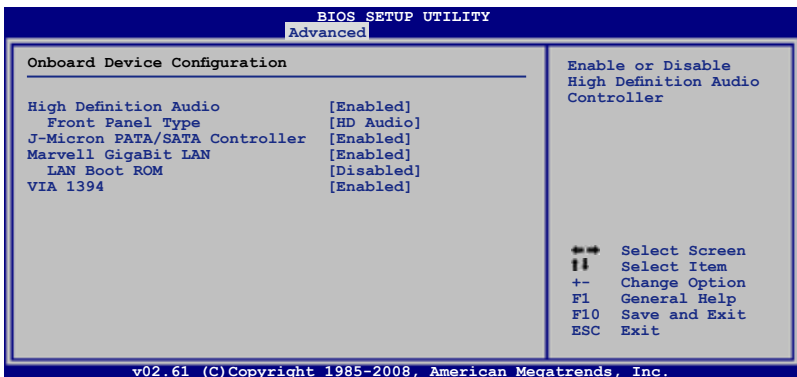 BIOS SETUP UTILITY
Advanced
Onboard Device Configuration
High Definition Audio [Enabled]
Front Panel Type [HD Audio]
J-Micron PATA/SATA Controller [Enabled]
Marvell GigaBit LAN [Enabled]
LAN Boot ROM [Disabled]
VIA 1394 [Enabled]
Enable or Disable
High Definition Audio
Controller
Select Screen
Select Item
+- Change Option
F1 General Help
F10 Save and Exit
ESC Exit
v02.61 (C)Copyright 1985-2008, American Megatrends, Inc.